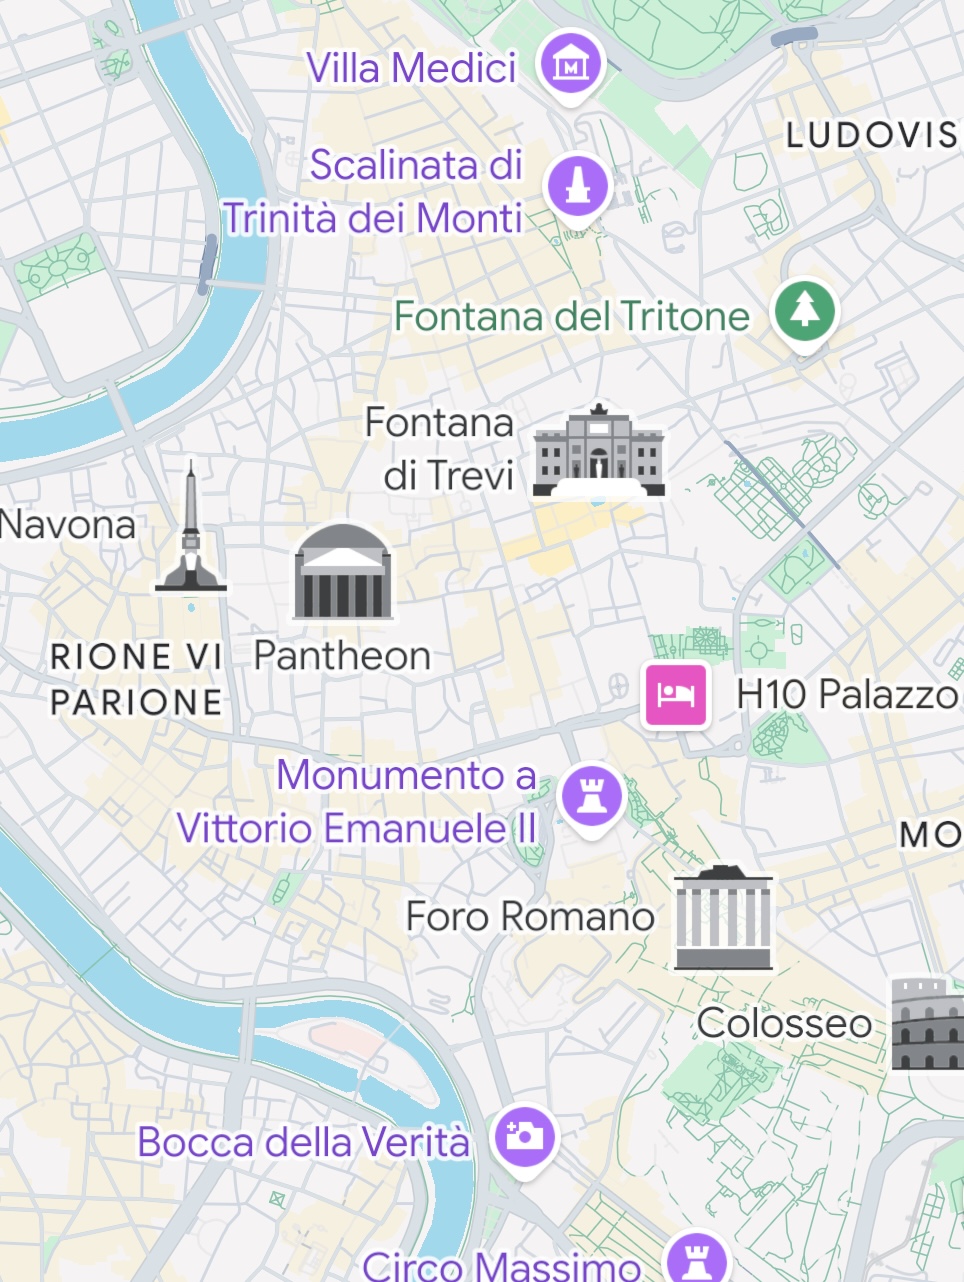 Villa Medici
LUDOVIS
Scalinata di
Trinità dei Monti
Fontana del Tritone
Fontana
di Trevi
Navona
Pantheon
RIONE VI
PARIONE
H10 Palazzo
Monumento a
Vittorio Emanuele II
MO
Foro Romano
Colosseo
Bocca della Verità
Circo Massimo